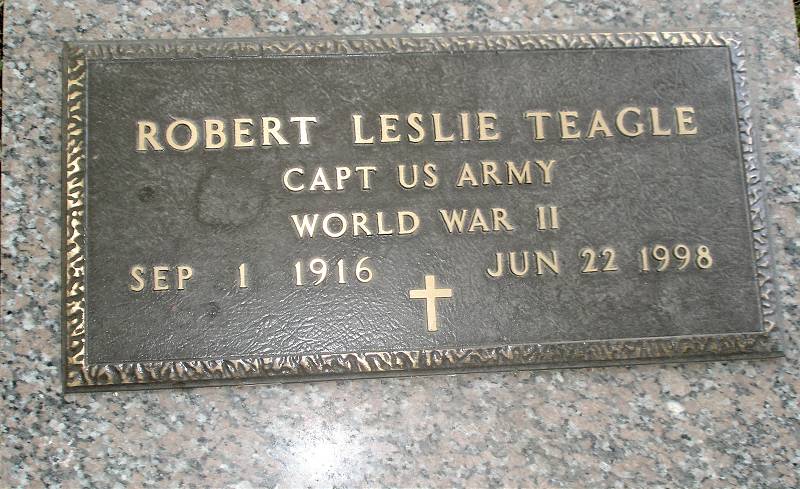 ROBERT LESLIE TEAGLE
CAPT US ARMY
WORLD WAR II
SEP 1 1916 JUN 22 1998